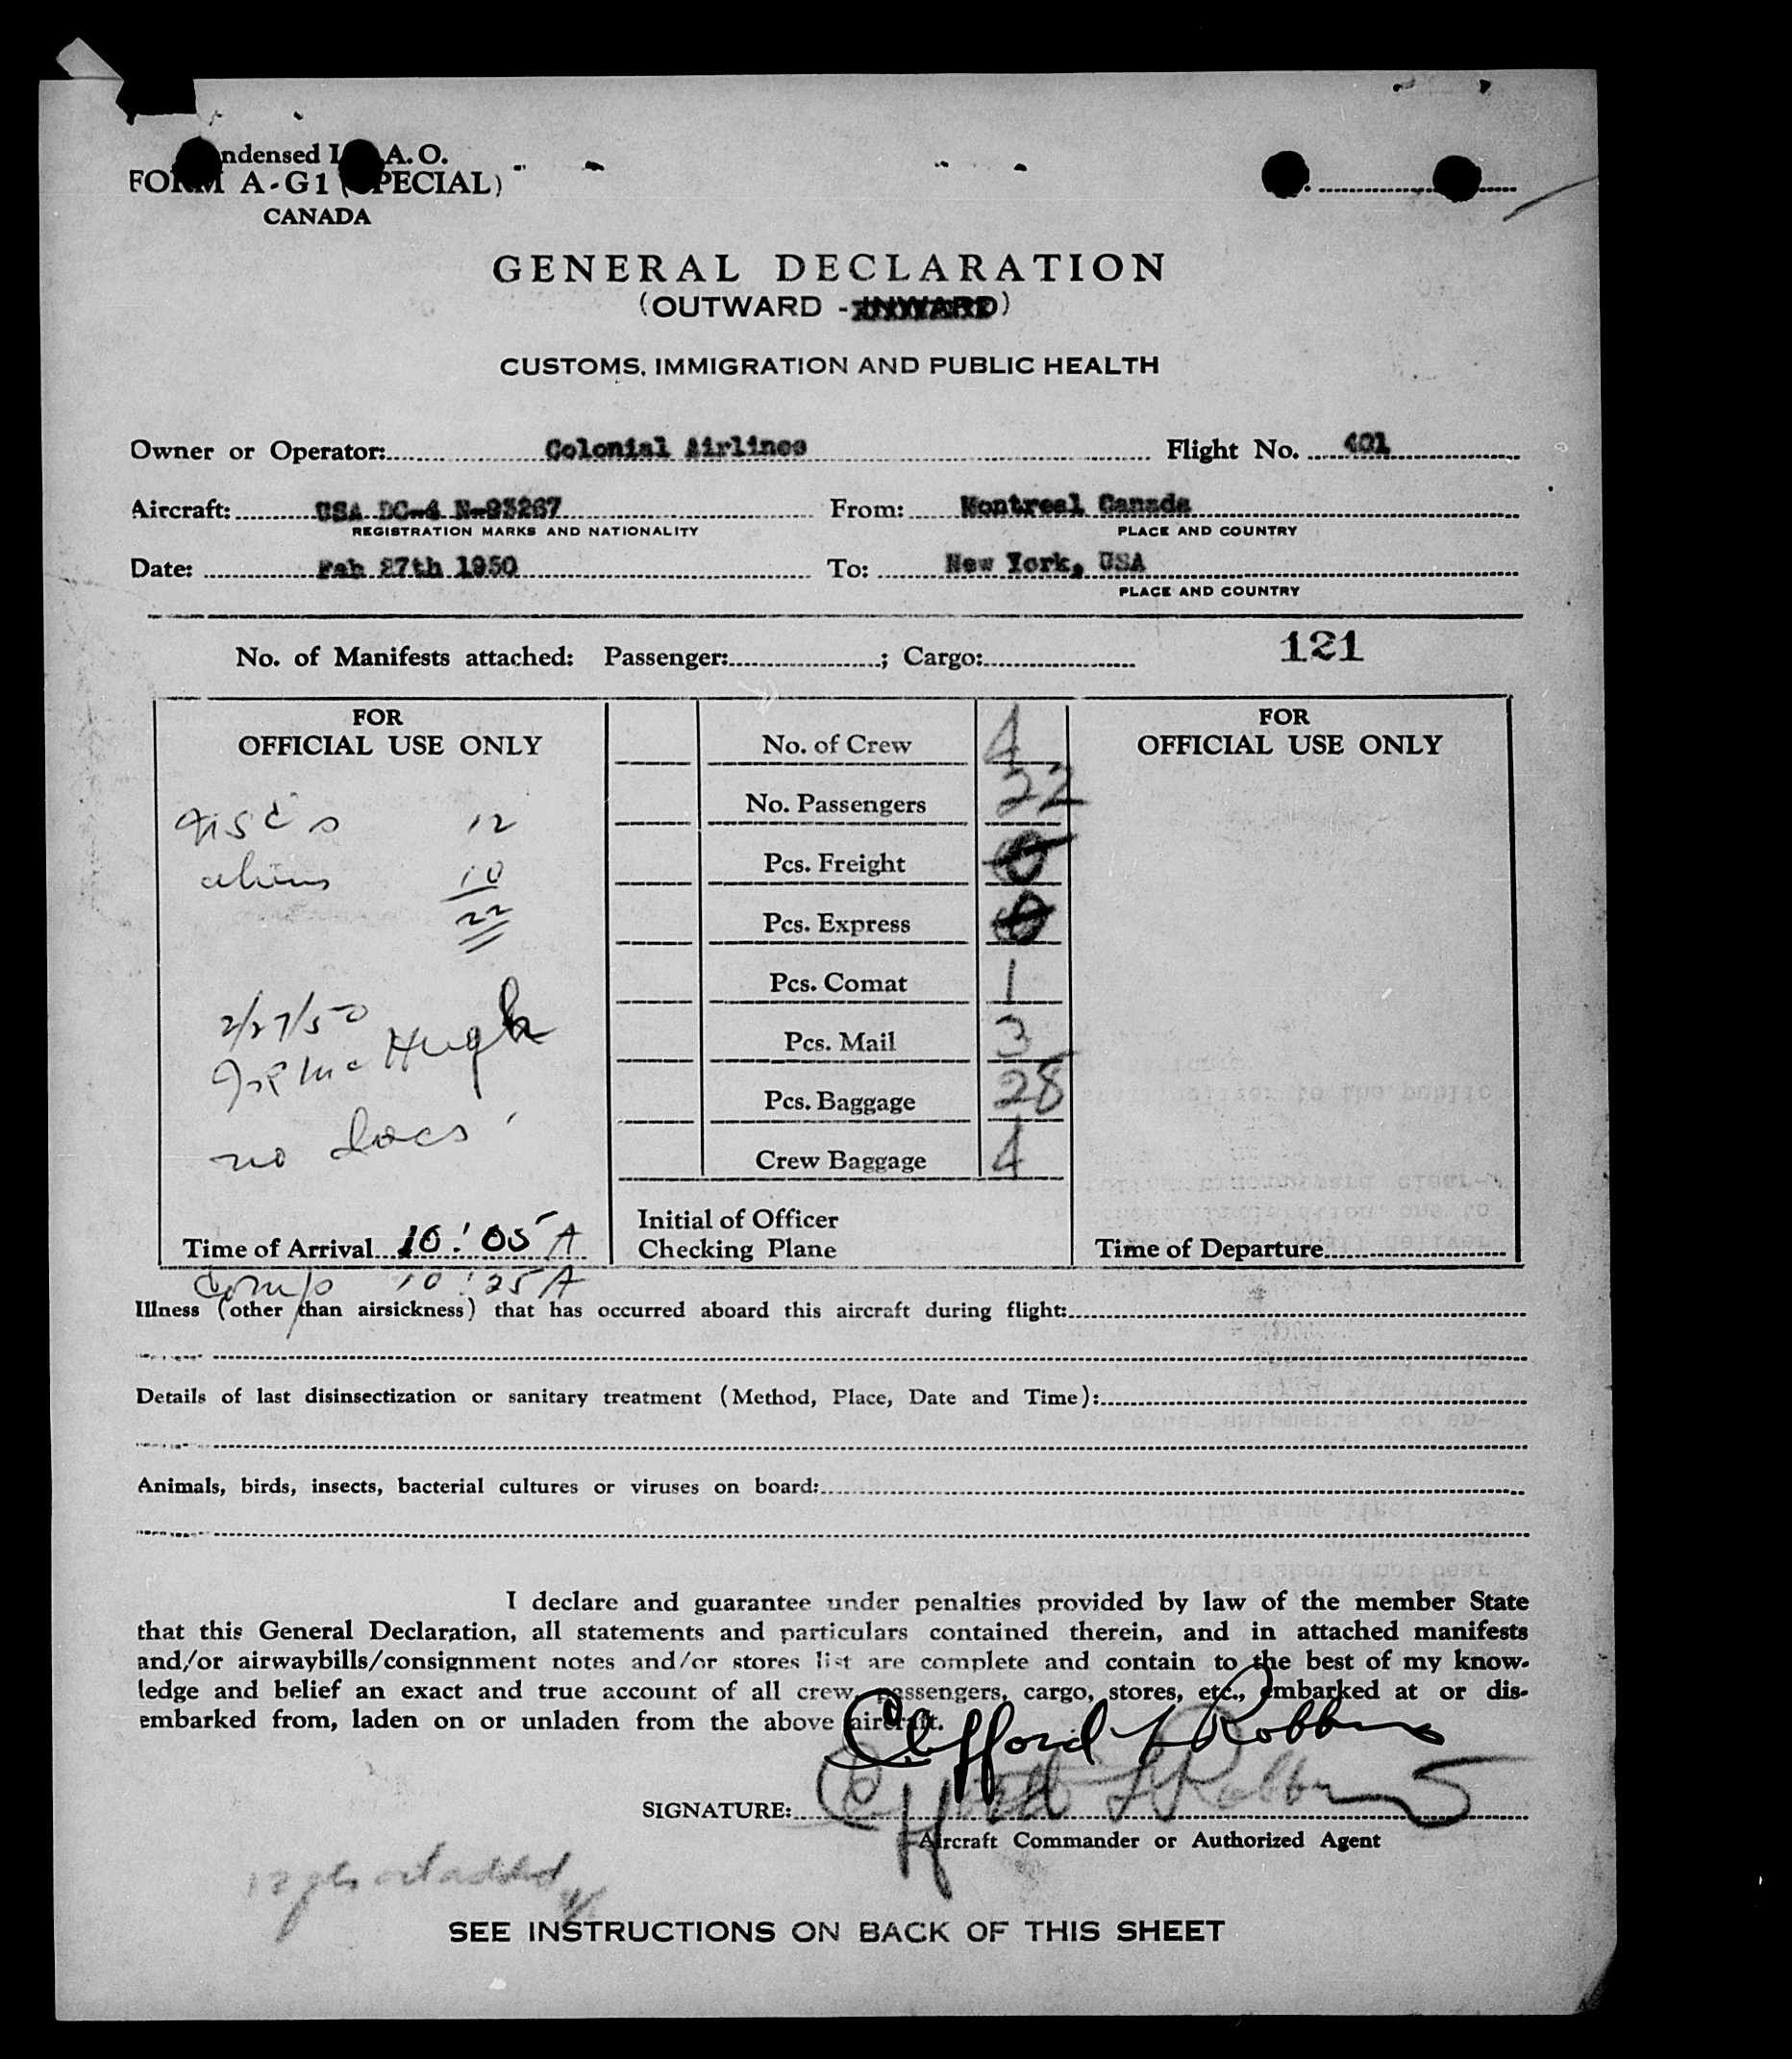 ndensed I A. O.
FORM A-G1 ( PECIAL)
CANADA
GENERAL DECLARATION
(OUTWARD - INWARD)
CUSTOMS, IMMIGRATION AND PUBLIC HEALTH
Owner or Operator: Colonial Airlines Flight No. 401
Aircraft: USA DC-4 N-93267 From: Montreal Canada
REGISTRATION MARKS AND NATIONALITY PLACE AND COUNTRY
Date: Feb 27th 1950 To: New York, USA
PLACE AND COUNTRY
No. of Manifests attached: Passenger: ; Cargo: 121
FOR
OFFICIAL USE ONLY
12
aliens 10
22
2/27/50
McHugh
no docs
Time of Arrival 10:05 A
Comp 10:25 A
No. of Crew 4
No. Passengers 22
Pcs. Freight 0
Pcs. Express 0
Pcs. Comat 1
Pcs. Mail 3
Pcs. Baggage 28
Crew Baggage 4
Initial of Officer
Checking Plane
FOR
OFFICIAL USE ONLY
Time of Departure
Illness (other than airsickness) that has occurred aboard this aircraft during flight:
Details of last disinsectization or sanitary treatment (Method, Place, Date and Time):
Animals, birds, insects, bacterial cultures or viruses on board:
I declare and guarantee under penalties provided by law of the member State
that this General Declaration, all statements and particulars contained therein, and in attached manifests
and/or airwaybills/consignment notes and/or stores list are complete and contain to the best of my know-
ledge and belief an exact and true account of all crew, passengers, cargo, stores, etc., embarked at or dis-
embarked from, laden on or unladen from the above aircraft.
Clifford L Robbins
SIGNATURE: Clifford L Robbins
Aircraft Commander or Authorized Agent
SEE INSTRUCTIONS ON BACK OF THIS SHEET